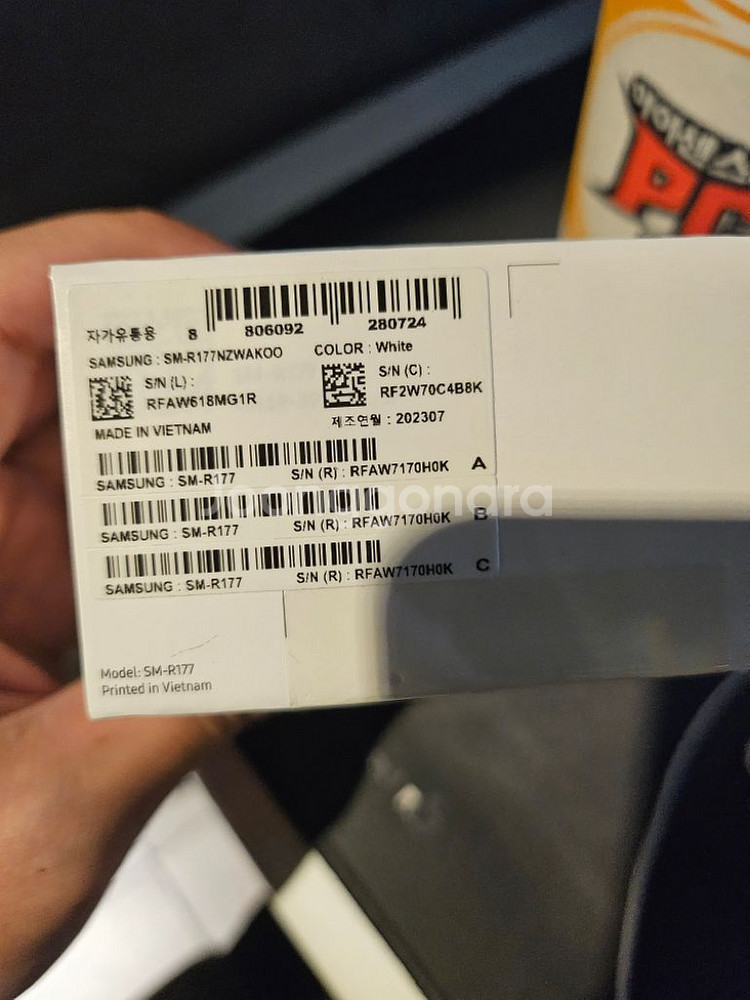 자가유통용
8 806092 280724
SAMSUNG : SM-R177NZWAKOO COLOR : White
S/N (L) :
RFAW618MG1R
S/N (C) :
RF2W70C4B8K
MADE IN VIETNAM
제조연월 : 202307
SAMSUNG : SM-R177 S/N (R) : RFAW7170H0K A
SAMSUNG : SM-R177 S/N (R) : RFAW7170H0K B
SAMSUNG : SM-R177 S/N (R) : RFAW7170H0K C
Joonggonara
Model: SM-R177
Printed in Vietnam